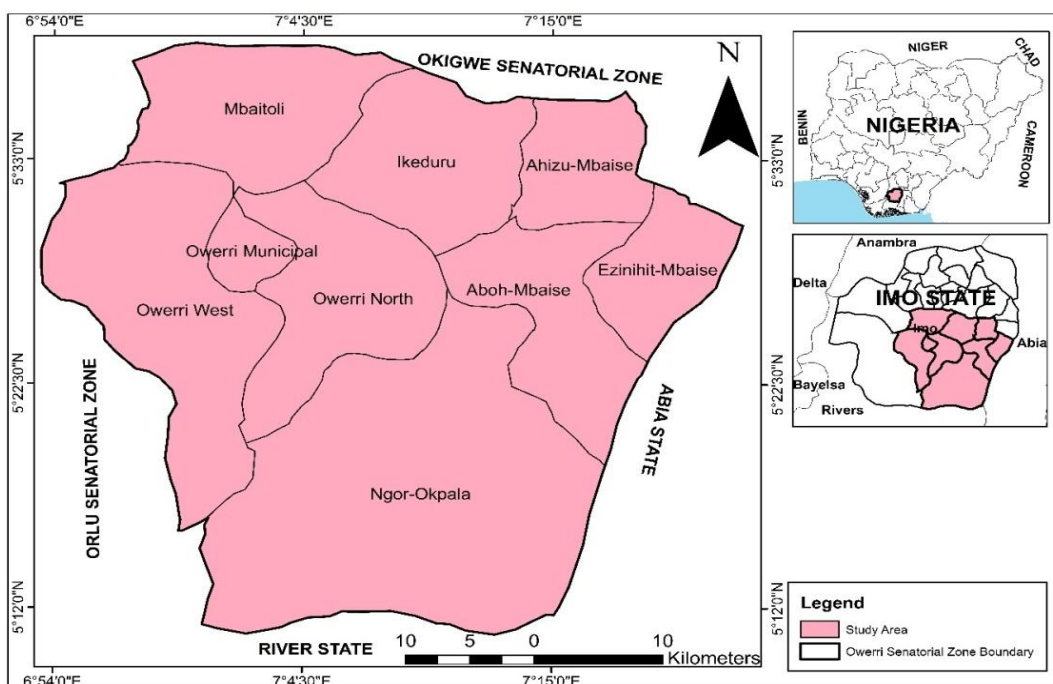 6°54'0"E
7°4'30"E
7°15'0"E
N
OKIGWE SENATORIAL ZONE
Mbaitoli
Ikeduru
Ahizu-Mbaise
5°33'0"N
5°33'0"N
Owerri Municipal
Ezinihit-Mbaise
Owerri North
Aboh-Mbaise
Owerri West
5°22'30"N
5°22'30"N
ORLU SENATORIAL ZONE
ABIA STATE
Ngor-Okpala
5°12'0"N
5°12'0"N
RIVER STATE
10 5 0 10
Kilometers
6°54'0"E
7°4'30"E
7°15'0"E
NIGER
CHAD
BENIN
NIGERIA
CAMEROON
Anambra
Delta
IMO STATE
Imo
Abia
Bayelsa
Rivers
Legend
Study Area
Owerri Senatorial Zone Boundary